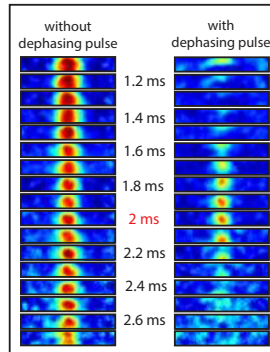 without
dephasing pulse
with
dephasing pulse
1.2 ms
1.4 ms
1.6 ms
1.8 ms
2 ms
2.2 ms
2.4 ms
2.6 ms